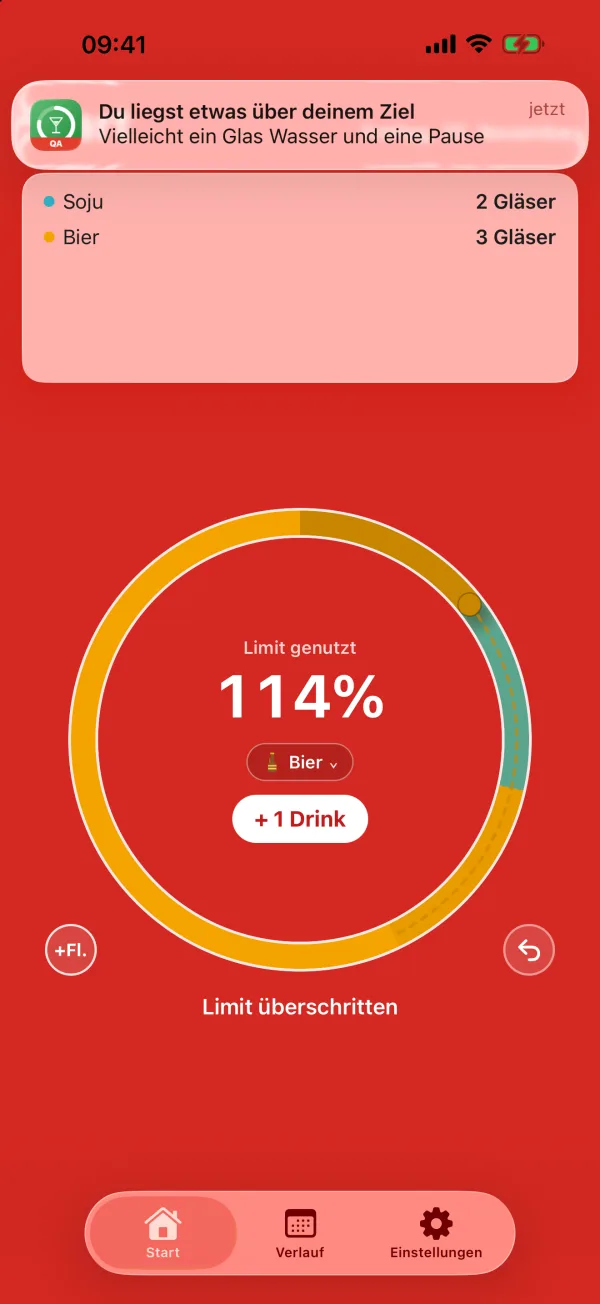 09:41
Du liegst etwas über deinem Ziel
jetzt
Vielleicht ein Glas Wasser und eine Pause
QA
Soju
2 Gläser
Bier
3 Gläser
Limit genutzt
114%
Bier
+ 1 Drink
+Fl.
Limit überschritten
Start
Verlauf
Einstellungen